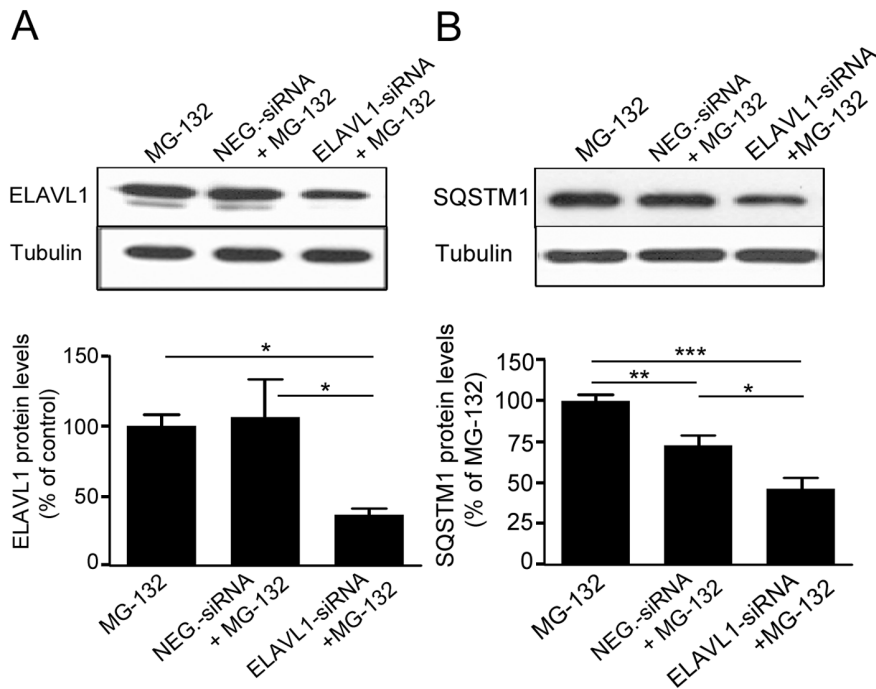 A
MG-132
NEG.-siRNA
+ MG-132
ELAVL1-siRNA
+ MG-132
ELAVL1
Tubulin
ELAVL1 protein levels
(% of control)
150
100
50
0
*
*
MG-132
NEG.-siRNA
+ MG-132
ELAVL1-siRNA
+MG-132
B
MG-132
NEG.-siRNA
+ MG-132
ELAVL1-siRNA
+MG-132
SQSTM1
Tubulin
SQSTM1 protein levels
(% of MG-132)
150
100
75
50
25
0
***
**
*
MG-132
NEG.-siRNA
+ MG-132
ELAVL1-siRNA
+MG-132